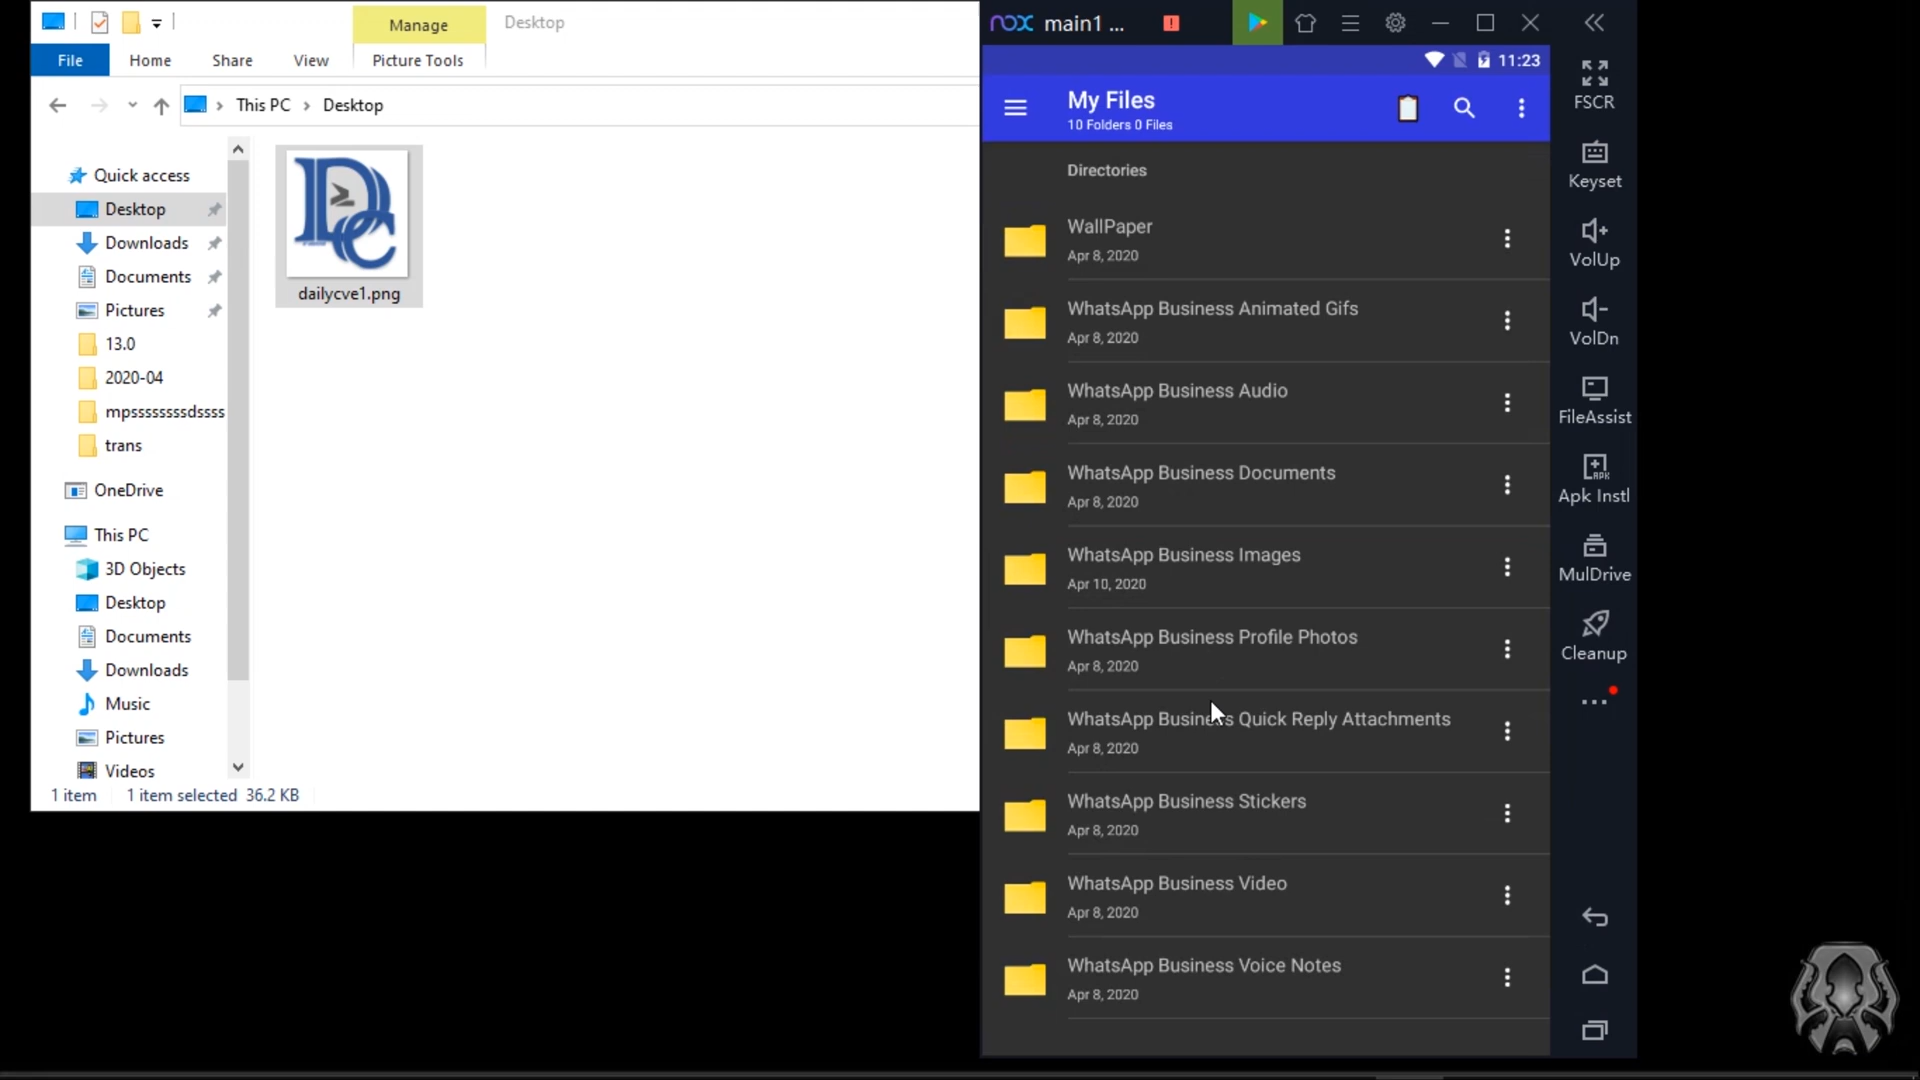 Manage
Desktop
File
Home
Share
View
Picture Tools
This PC
Desktop
Quick access
Desktop
Downloads
Documents
Pictures
13.0
2020-04
mpssssssssdssss
trans
OneDrive
This PC
3D Objects
Desktop
Documents
Downloads
Music
Pictures
Videos
dailycve1.png
1 item
1 item selected 36.2 KB
nox main1 ...
11:23
My Files
10 Folders 0 Files
Directories
WallPaper
Apr 8, 2020
WhatsApp Business Animated Gifs
Apr 8, 2020
WhatsApp Business Audio
Apr 8, 2020
WhatsApp Business Documents
Apr 8, 2020
WhatsApp Business Images
Apr 10, 2020
WhatsApp Business Profile Photos
Apr 8, 2020
WhatsApp Business Quick Reply Attachments
Apr 8, 2020
WhatsApp Business Stickers
Apr 8, 2020
WhatsApp Business Video
Apr 8, 2020
WhatsApp Business Voice Notes
Apr 8, 2020
FSCR
Keyset
VolUp
VolDn
FileAssist
Apk Instl
MulDrive
Cleanup